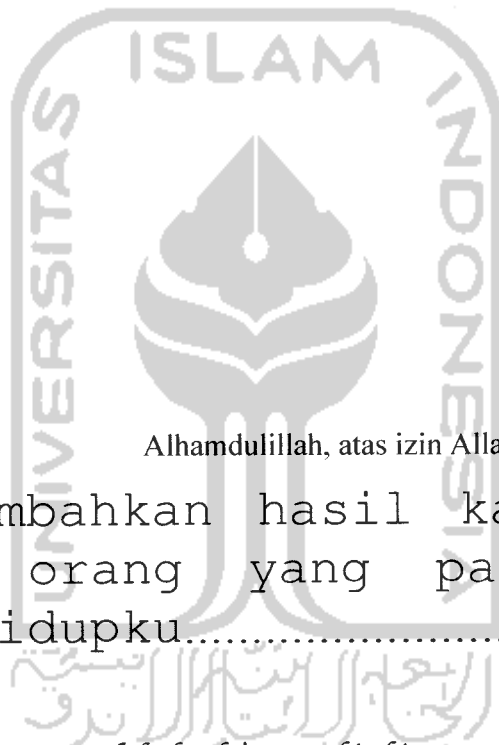 ISLAM
UNIVERSITAS
INDONESIA
Alhamdulillah, atas izin Alla
mbahkan hasil ka
orang yang pa
idupku........................